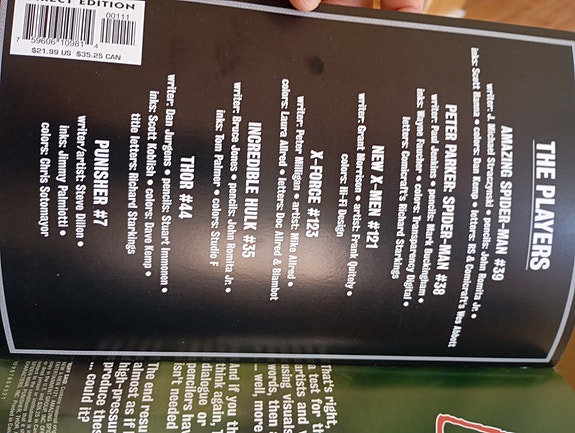 DIRECT EDITION
00111
7 59606 10981 4
$21.99 US $35.25 CAN
THE PLAYERS
AMAZING SPIDER-MAN #39
writer: J. Michael Straczynski • pencils: John Romita Jr. •
inks: Scott Hanna • colors: Dan Kemp • letters: RS & Comicraft's Wes Abbott
PETER PARKER: SPIDER-MAN #38
writer: Paul Jenkins • pencils: Mark Buckingham •
inks: Wayne Faucher • colors: Transparency Digital •
letters: Comicraft's Richard Starkings
NEW X-MEN #121
writer: Grant Morrison • artist: Frank Quitely •
colors: Hi-Fi Design
X-FORCE #123
writer: Peter Milligan • artist: Mike Allred •
colors: Laura Allred • letters: Doc Allred & Blambot
INCREDIBLE HULK #35
writer: Bruce Jones • pencils: John Romita Jr. •
inks: Tom Palmer • colors: Studio F
THOR #44
writer: Dan Jurgens • pencils: Stuart Immonen •
inks: Scott Koblish • colors: Dave Kemp •
title letters: Richard Starkings
PUNISHER #7
writer/artist: Steve Dillon •
inks: Jimmy Palmiotti •
colors: Chris Sotomayor
That's right,
a test for th
artists and
using visuals
words, then
... well, more
And if you th
think again, T
dialogue or
pencilers hav
isn't needed
The end resu
almost as if
high-pressur
produce thes
... could it?